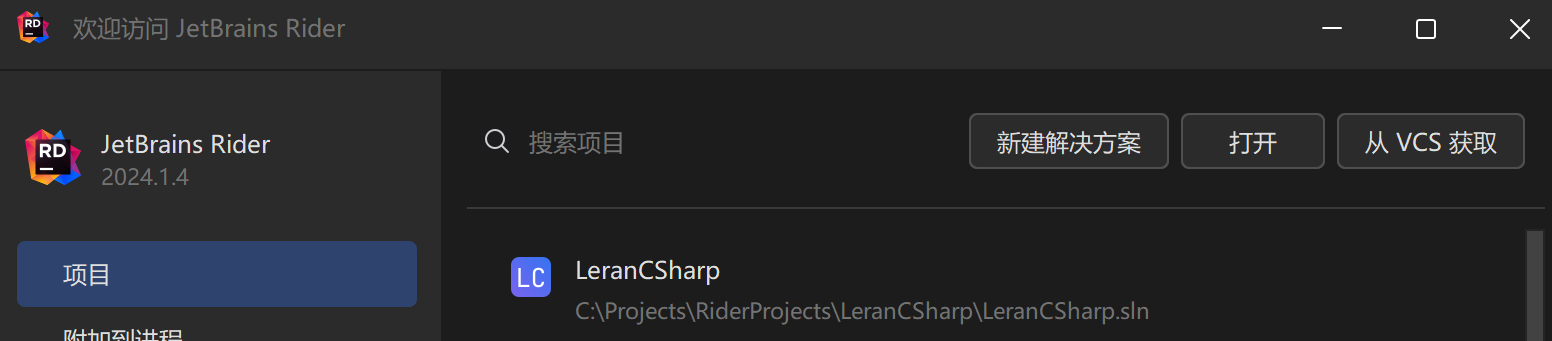 RD
欢迎访问 JetBrains Rider
RD
JetBrains Rider
2024.1.4
搜索项目
新建解决方案
打开
从 VCS 获取
项目
附加到进程
LC
LeranCSharp
C:\Projects\RiderProjects\LeranCSharp\LeranCSharp.sln